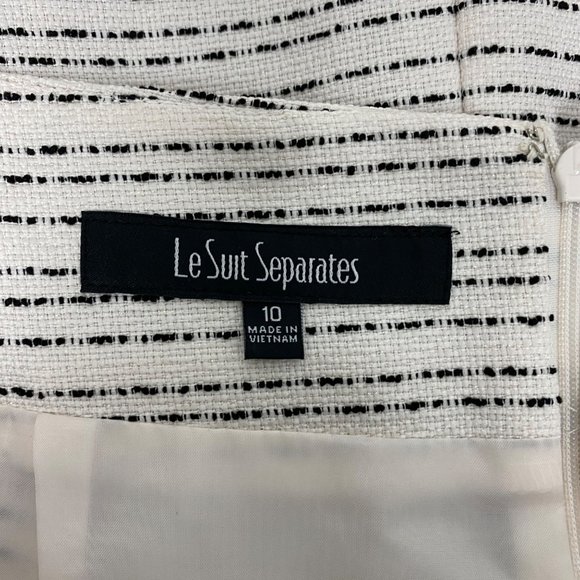 Le Suit Separates
10
MADE IN
VIETNAM